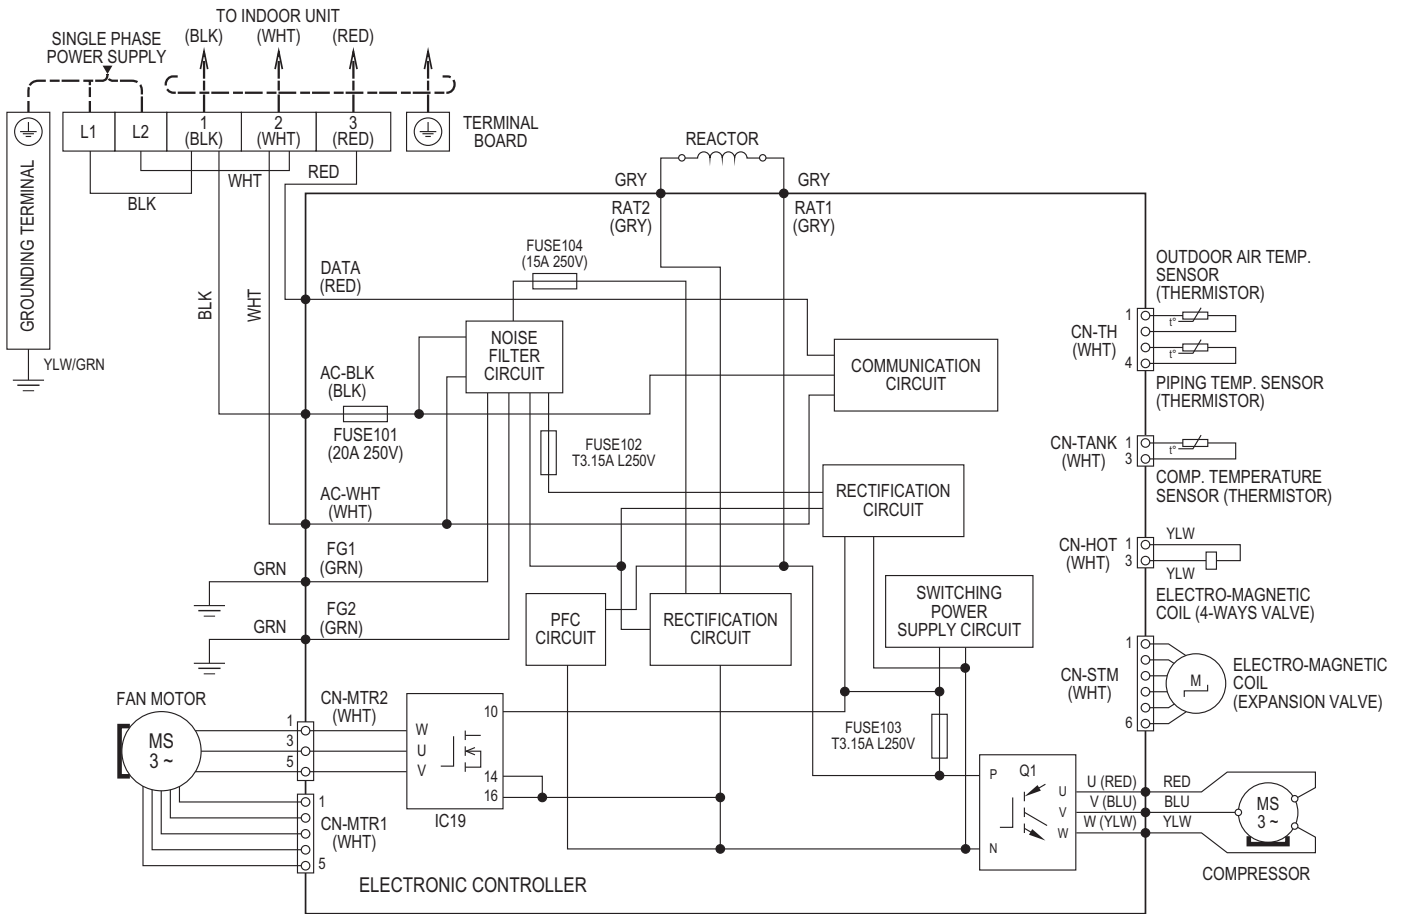 TO INDOOR UNIT
SINGLE PHASE
POWER SUPPLY
(BLK)
(WHT)
(RED)
L1
L2
1
(BLK)
2
(WHT)
3
(RED)
TERMINAL
BOARD
GROUNDING TERMINAL
YLW/GRN
WHT
BLK
RED
BLK
WHT
REACTOR
GRY
GRY
RAT2
(GRY)
RAT1
(GRY)
DATA
(RED)
FUSE104
(15A 250V)
NOISE
FILTER
CIRCUIT
COMMUNICATION
CIRCUIT
AC-BLK
(BLK)
FUSE101
(20A 250V)
FUSE102
T3.15A L250V
AC-WHT
(WHT)
RECTIFICATION
CIRCUIT
FG1
(GRN)
GRN
FG2
(GRN)
GRN
PFC
CIRCUIT
RECTIFICATION
CIRCUIT
SWITCHING
POWER
SUPPLY CIRCUIT
FUSE103
T3.15A L250V
FAN MOTOR
MS
3 ~
CN-MTR2
(WHT)
1
3
5
W
U
V
10
14
16
IC19
1
CN-MTR1
(WHT)
5
ELECTRONIC CONTROLLER
P
Q1
U
V
W
N
U (RED)
V (BLU)
W (YLW)
RED
BLU
YLW
MS
3 ~
COMPRESSOR
OUTDOOR AIR TEMP.
SENSOR
(THERMISTOR)
CN-TH
(WHT)
1
4
t°
t°
PIPING TEMP. SENSOR
(THERMISTOR)
CN-TANK
(WHT)
1
3
t°
COMP. TEMPERATURE
SENSOR (THERMISTOR)
CN-HOT
(WHT)
1
3
YLW
YLW
ELECTRO-MAGNETIC
COIL (4-WAYS VALVE)
CN-STM
(WHT)
1
6
M
ELECTRO-MAGNETIC
COIL
(EXPANSION VALVE)